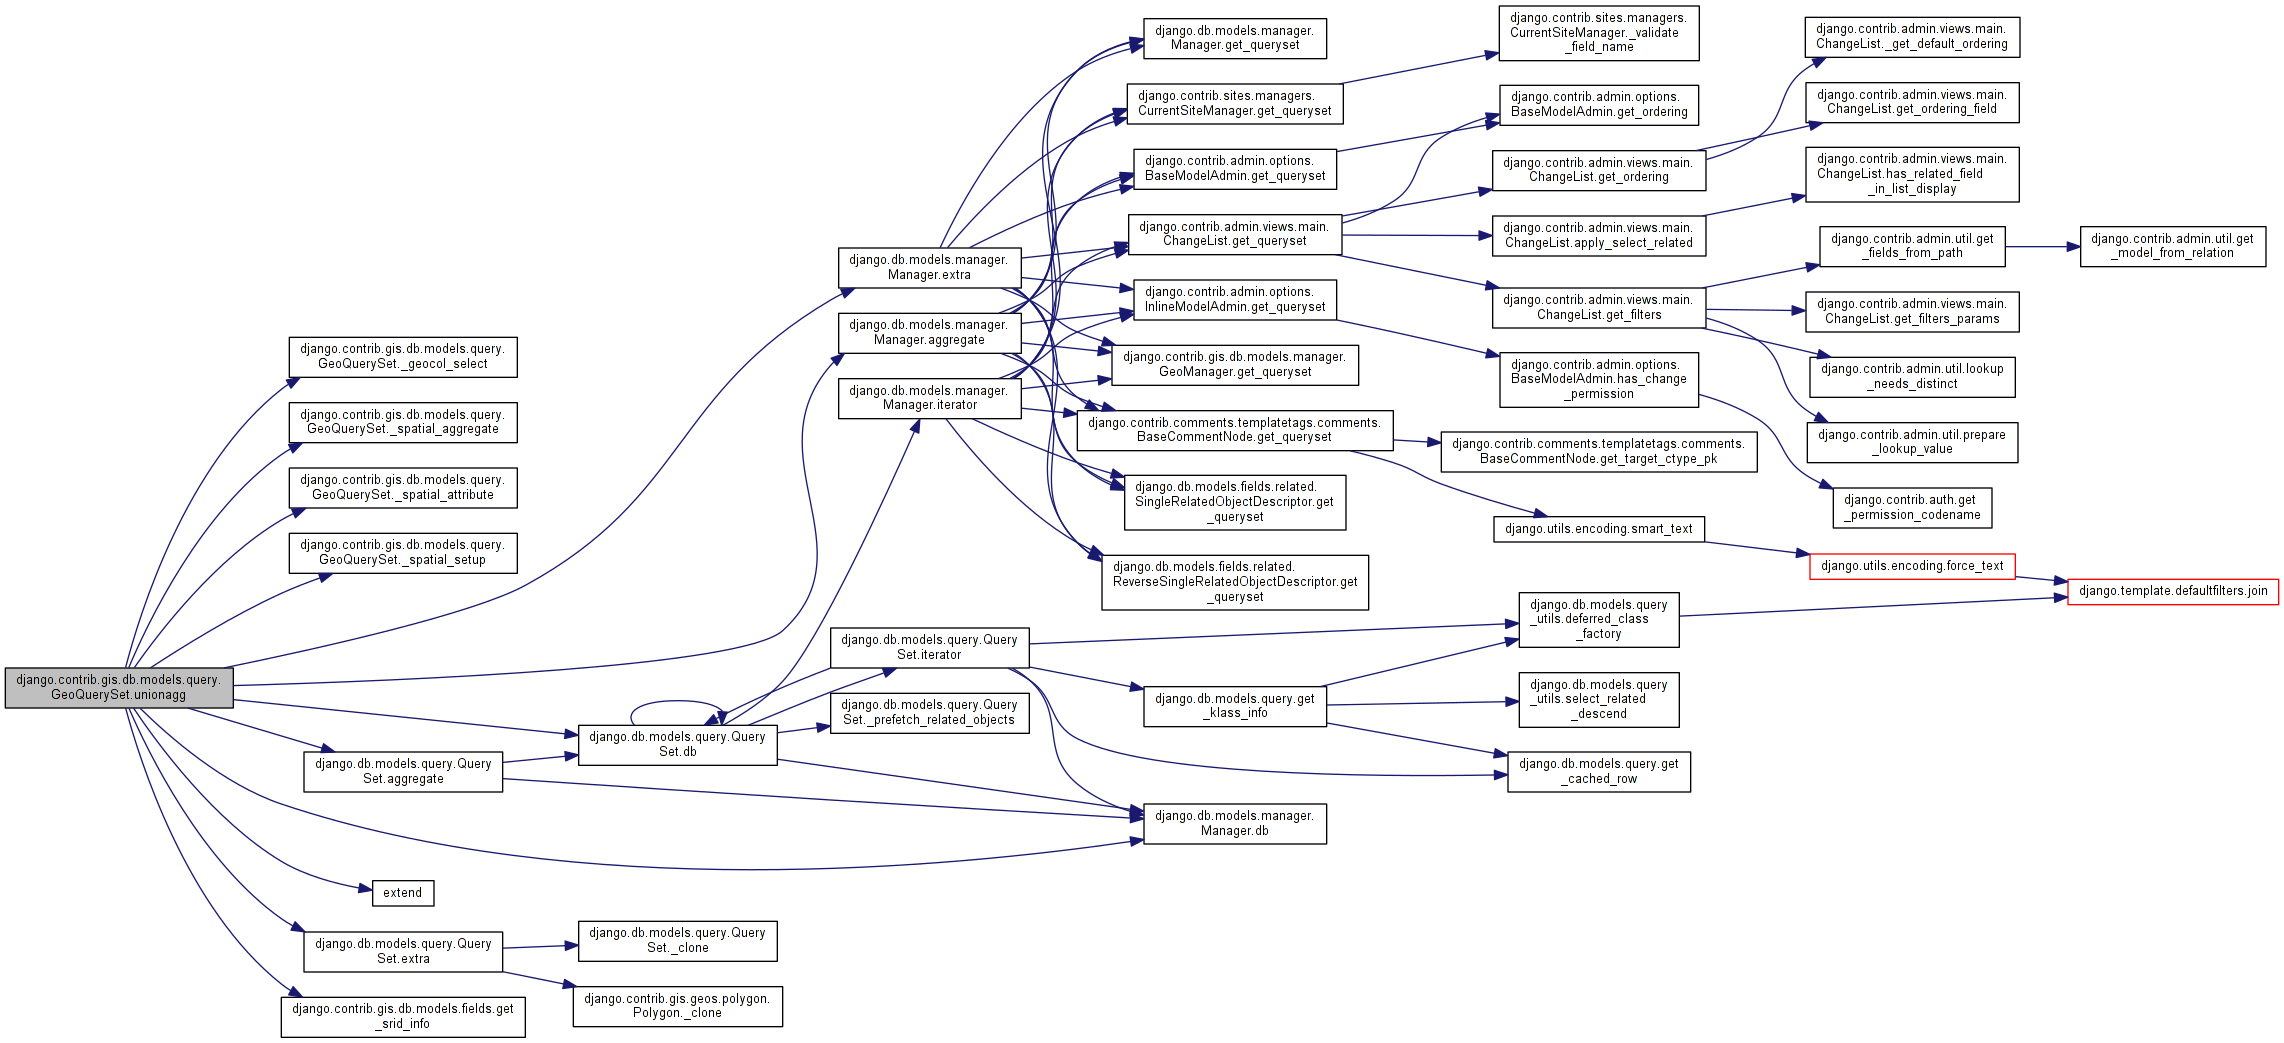 django.contrib.gis.db.models.query.
GeoQuerySet.unionagg
django.contrib.gis.db.models.query.
GeoQuerySet._geocol_select
django.contrib.gis.db.models.query.
GeoQuerySet._spatial_aggregate
django.contrib.gis.db.models.query.
GeoQuerySet._spatial_attribute
django.contrib.gis.db.models.query.
GeoQuerySet._spatial_setup
django.db.models.query.Query
Set.aggregate
extend
django.db.models.query.Query
Set.extra
django.contrib.gis.db.models.fields.get
_srid_info
django.db.models.query.Query
Set.db
django.db.models.query.Query
Set._clone
django.contrib.gis.geos.polygon.
Polygon._clone
django.db.models.manager.
Manager.extra
django.db.models.manager.
Manager.aggregate
django.db.models.manager.
Manager.iterator
django.db.models.query.Query
Set.iterator
django.db.models.query.Query
Set._prefetch_related_objects
django.db.models.manager.
Manager.get_queryset
django.contrib.sites.managers.
CurrentSiteManager.get_queryset
django.contrib.admin.options.
BaseModelAdmin.get_queryset
django.contrib.admin.views.main.
ChangeList.get_queryset
django.contrib.admin.options.
InlineModelAdmin.get_queryset
django.contrib.gis.db.models.manager.
GeoManager.get_queryset
django.contrib.comments.templatetags.comments.
BaseCommentNode.get_queryset
django.db.models.fields.related.
SingleRelatedObjectDescriptor.get
_queryset
django.db.models.fields.related.
ReverseSingleRelatedObjectDescriptor.get
_queryset
django.db.models.query.get
_klass_info
django.db.models.manager.
Manager.db
django.contrib.sites.managers.
CurrentSiteManager._validate
_field_name
django.contrib.admin.options.
BaseModelAdmin.get_ordering
django.contrib.admin.views.main.
ChangeList.get_ordering
django.contrib.admin.views.main.
ChangeList.apply_select_related
django.contrib.admin.views.main.
ChangeList.get_filters
django.contrib.admin.options.
BaseModelAdmin.has_change
_permission
django.contrib.comments.templatetags.comments.
BaseCommentNode.get_target_ctype_pk
django.utils.encoding.smart_text
django.db.models.query
_utils.deferred_class
_factory
django.db.models.query
_utils.select_related
_descend
django.db.models.query.get
_cached_row
django.contrib.admin.views.main.
ChangeList._get_default_ordering
django.contrib.admin.views.main.
ChangeList.get_ordering_field
django.contrib.admin.views.main.
ChangeList.has_related_field
_in_list_display
django.contrib.admin.util.get
_fields_from_path
django.contrib.admin.views.main.
ChangeList.get_filters_params
django.contrib.admin.util.lookup
_needs_distinct
django.contrib.admin.util.prepare
_lookup_value
django.contrib.auth.get
_permission_codename
django.utils.encoding.force_text
django.contrib.admin.util.get
_model_from_relation
django.template.defaultfilters.join